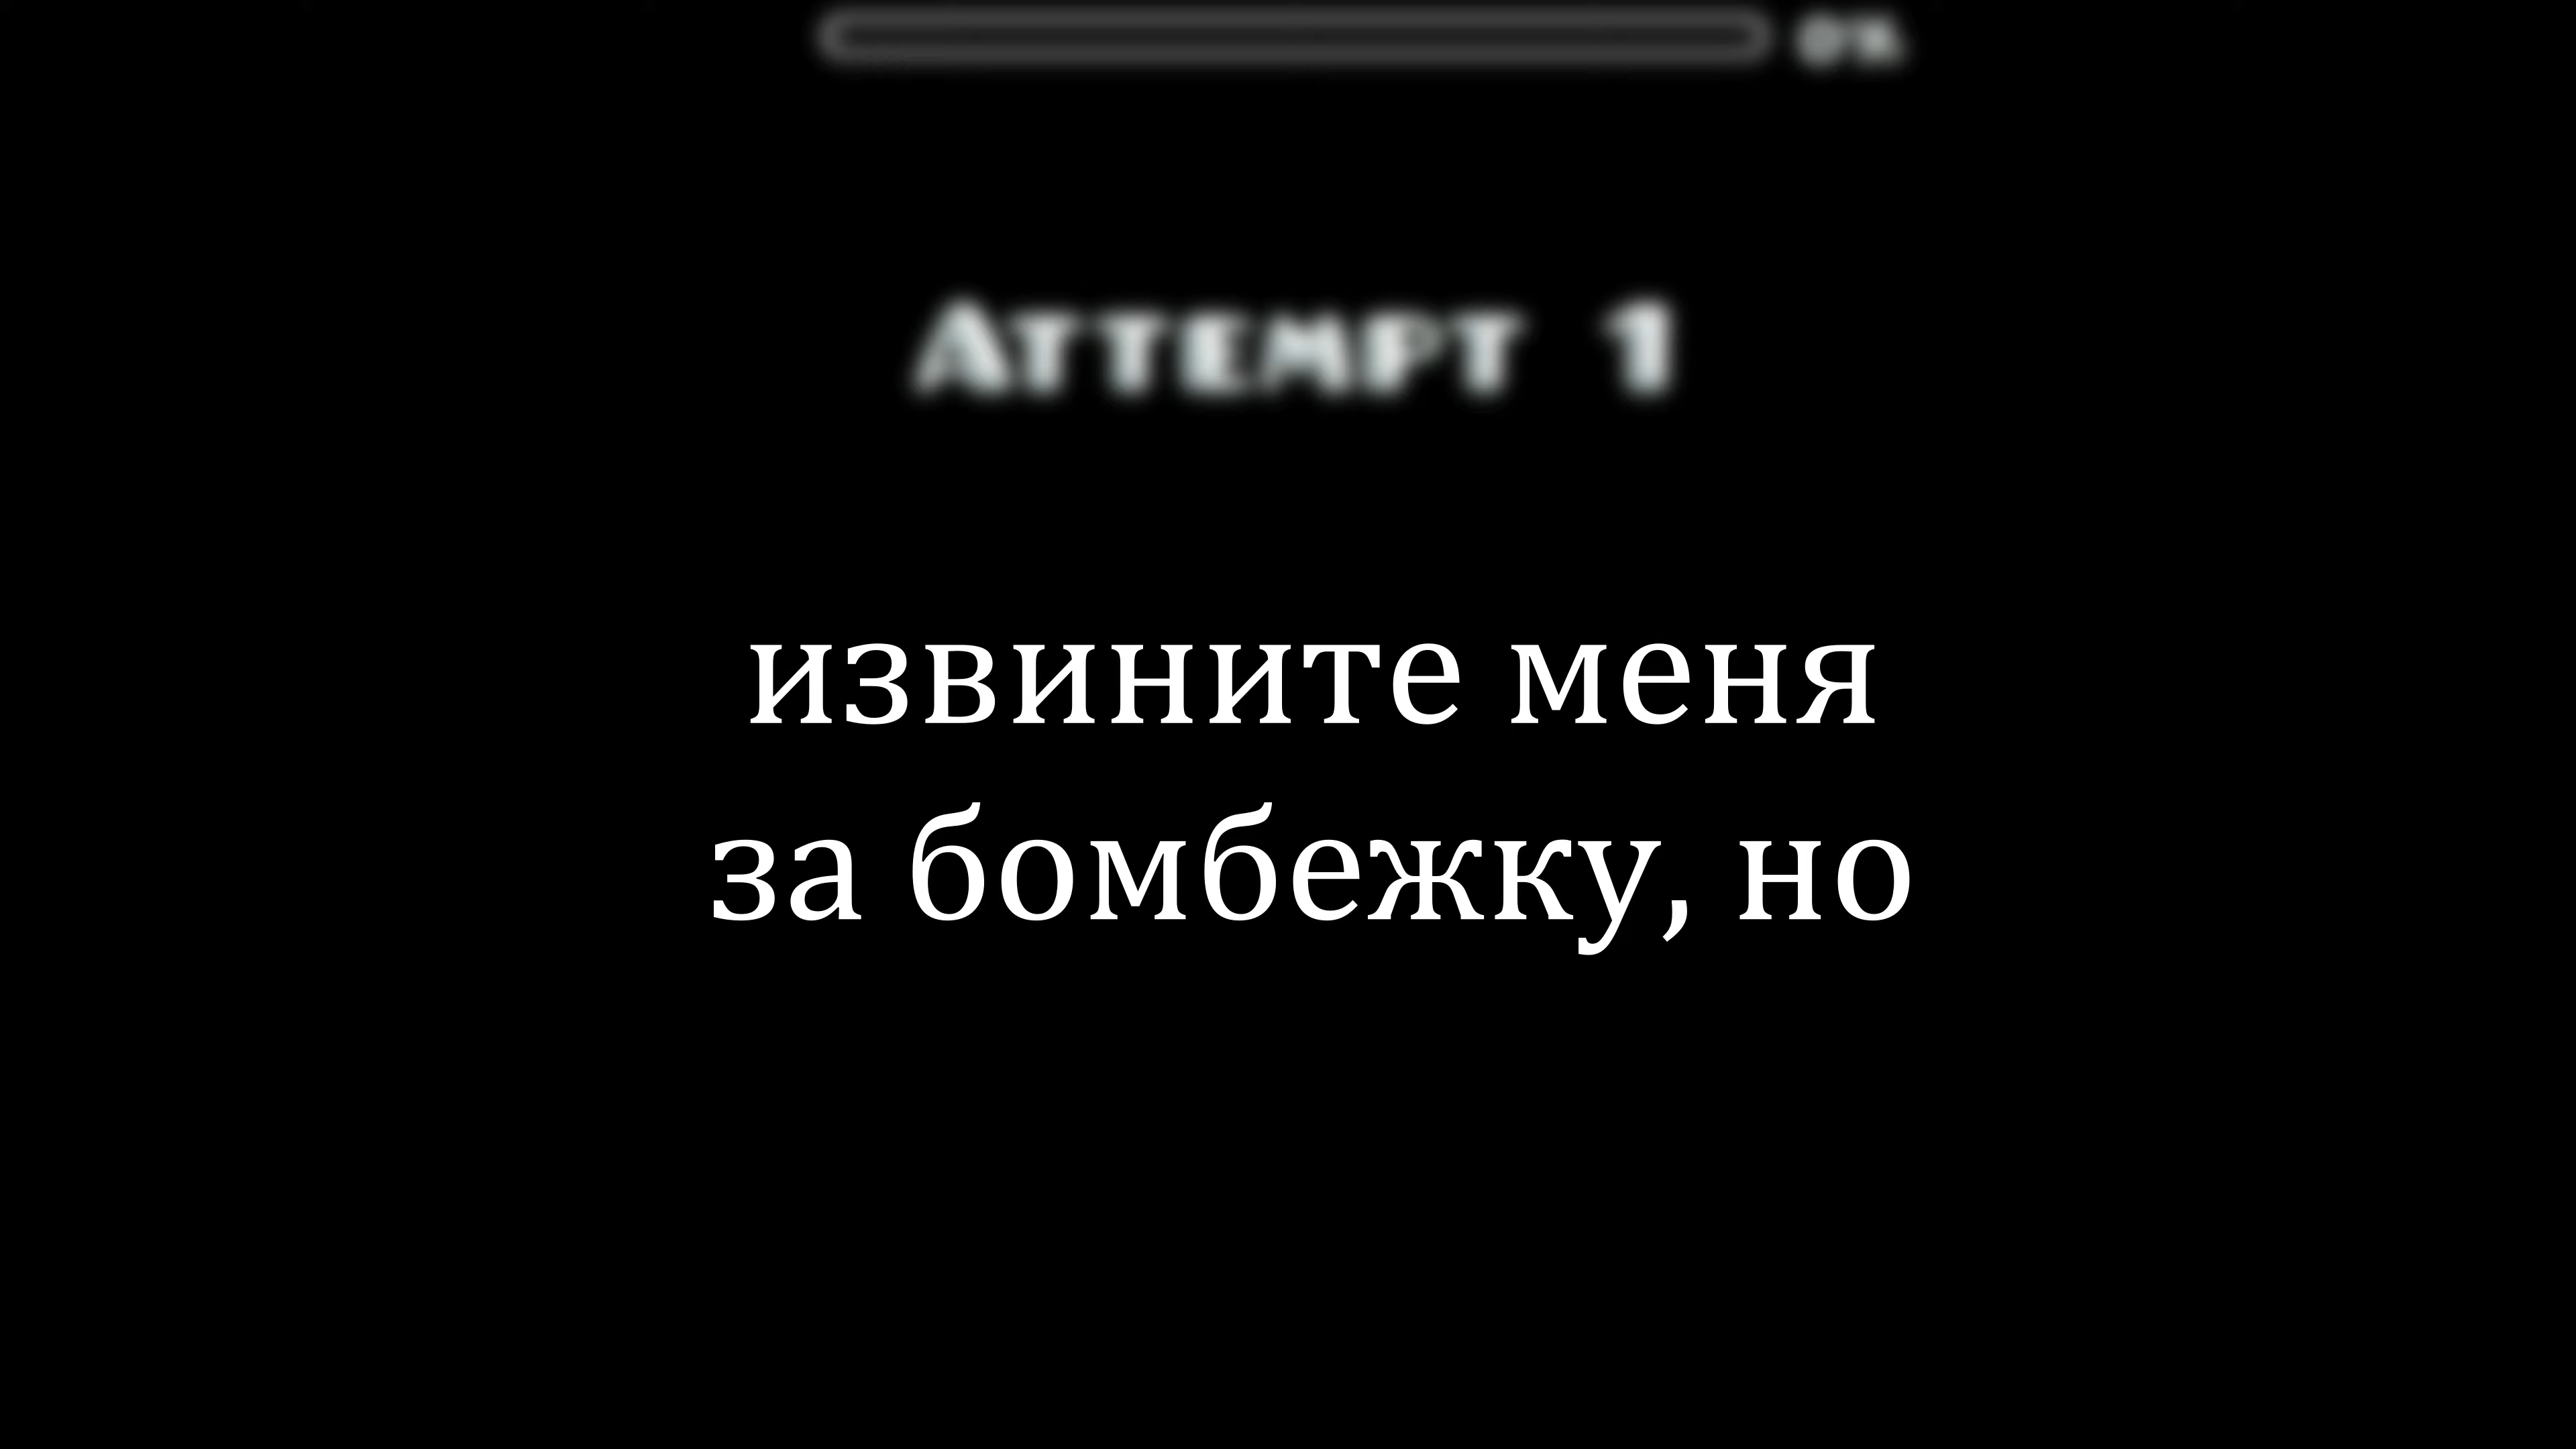 0%
Attempt 1
извините меня
за бомбежку, но